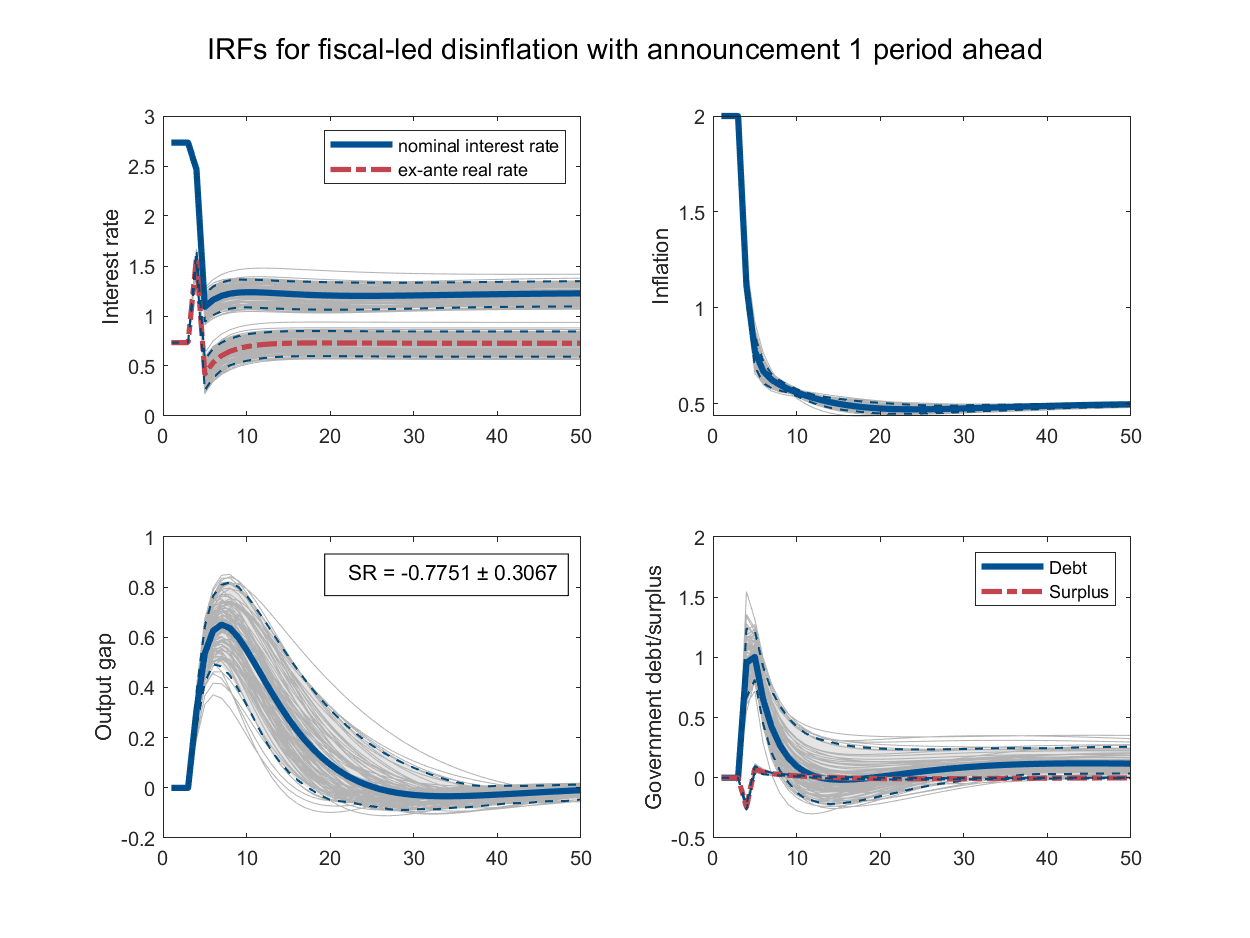 IRFs for fiscal-led disinflation with announcement 1 period ahead
3
2.5
2
1.5
1
0.5
0
Interest rate
nominal interest rate
ex-ante real rate
0 10 20 30 40 50
2
1.5
1
0.5
Inflation
0 10 20 30 40 50
1
0.8
0.6
0.4
0.2
0
-0.2
Output gap
SR = -0.7751 ± 0.3067
0 10 20 30 40 50
2
1.5
1
0.5
0
-0.5
Government debt/surplus
Debt
Surplus
0 10 20 30 40 50